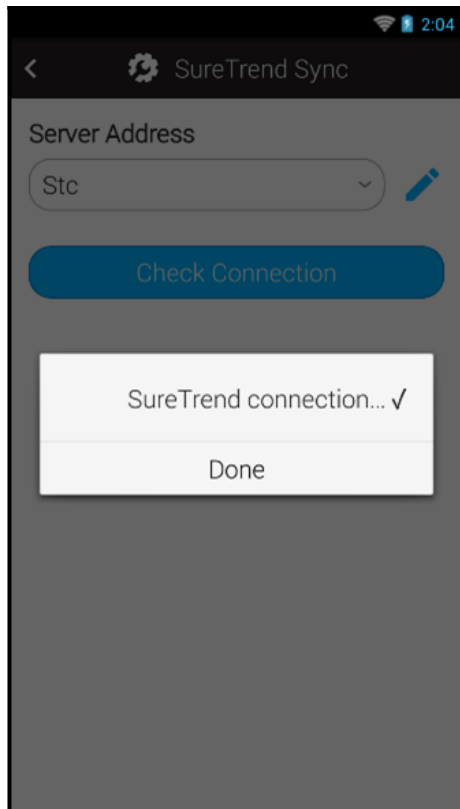 2:04
SureTrend Sync
Server Address
Stc
Check Connection
SureTrend connection... √
Done